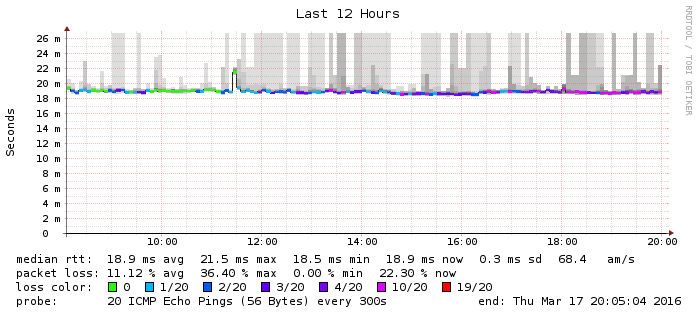 Last 12 Hours
RRDTOOL / TOBI OETIKER
Seconds
26 m
24 m
22 m
20 m
18 m
16 m
14 m
12 m
10 m
8 m
6 m
4 m
2 m
0
10:00 12:00 14:00 16:00 18:00 20:00
median rtt: 18.9 ms avg 21.5 ms max 18.5 ms min 18.9 ms now 0.3 ms sd 68.4 am/s
packet loss: 11.12 % avg 36.40 % max 0.00 % min 22.30 % now
loss color: 0 1/20 2/20 3/20 4/20 10/20 19/20
probe: 20 ICMP Echo Pings (56 Bytes) every 300s end: Thu Mar 17 20:05:04 2016